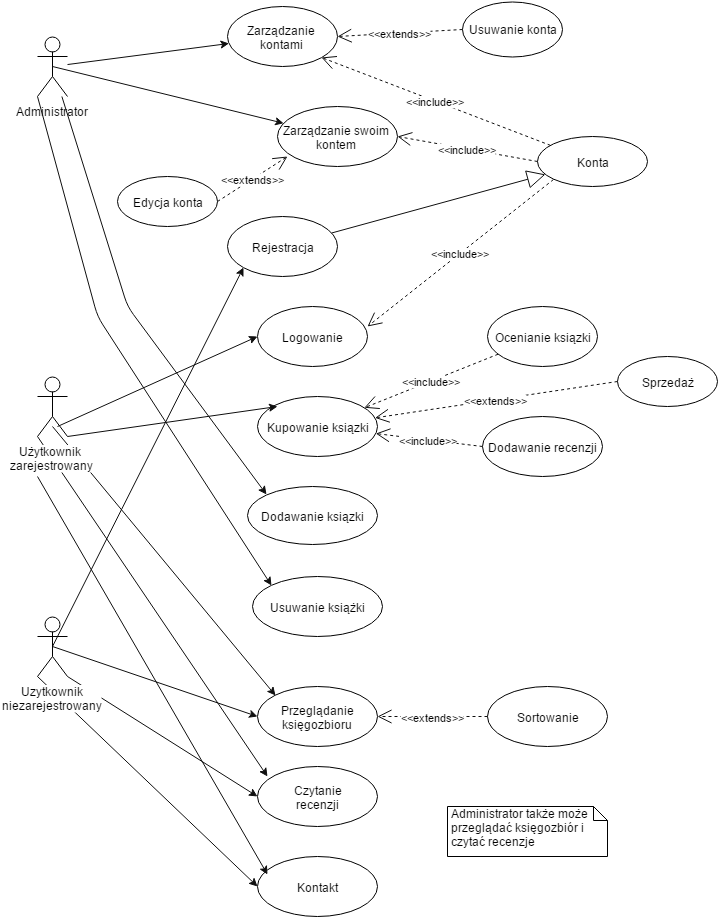 Zarządzanie
kontami
<<extends>>
Usuwanie konta
Administrator
<<include>>
Zarządzanie swoim
kontem
<<include>>
Konta
<<extends>>
Edycja konta
Rejestracja
<<include>>
Logowanie
Ocenianie książki
<<include>>
Sprzedaż
<<extends>>
Kupowanie książki
<<include>>
Dodawanie recenzji
Użytkownik
zarejestrowany
Dodawanie ksiązki
Usuwanie książki
Uzytkownik
niezarejestrowany
Przeglądanie
księgozbioru
<<extends>>
Sortowanie
Czytanie
recenzji
Administrator także może
przeglądać księgozbiór i
czytać recenzje
Kontakt